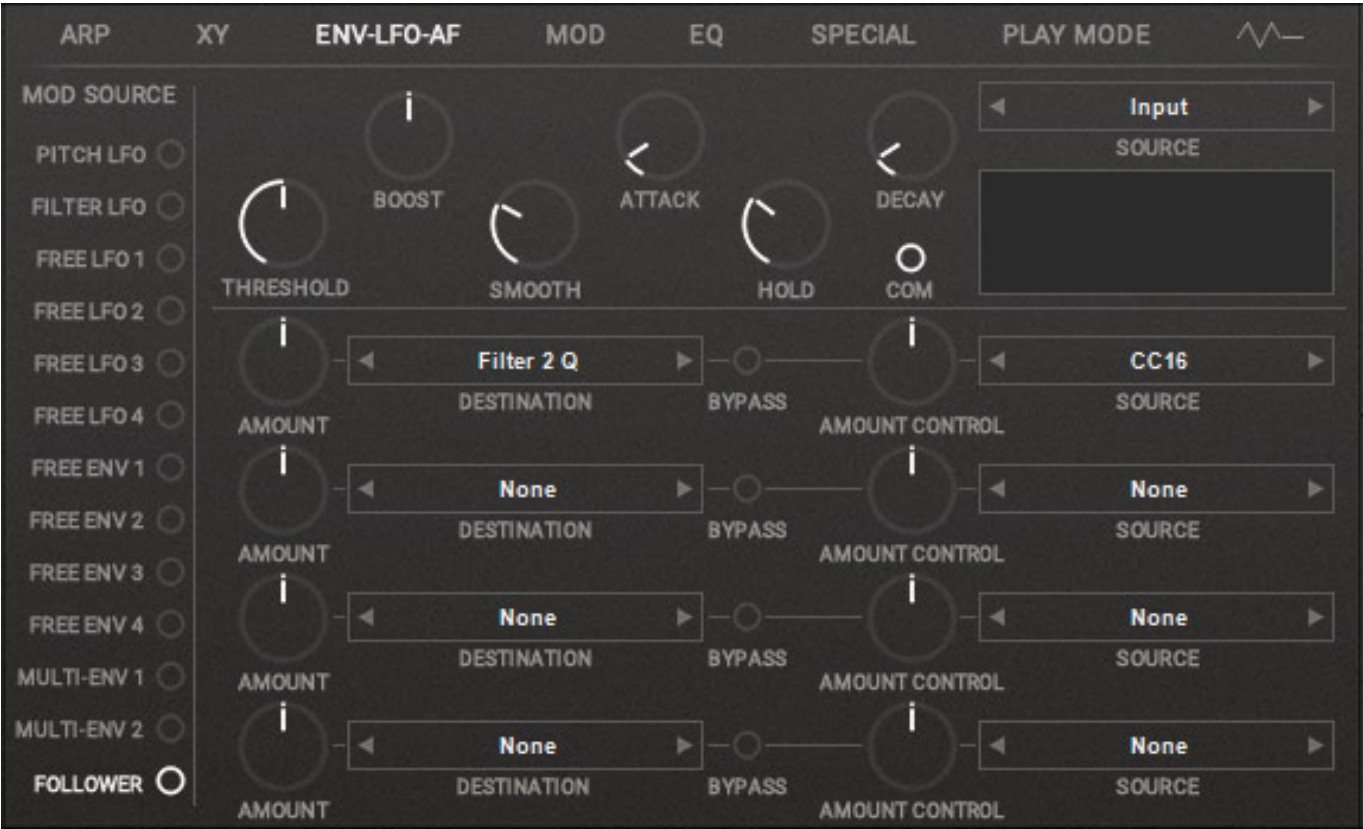 ARP XY ENV-LFO-AF MOD EQ SPECIAL PLAY MODE
MOD SOURCE
PITCH LFO
FILTER LFO
FREE LFO 1
FREE LFO 2
FREE LFO 3
FREE LFO 4
FREE ENV 1
FREE ENV 2
FREE ENV 3
FREE ENV 4
MULTI-ENV 1
MULTI-ENV 2
FOLLOWER
Input
SOURCE
BOOST ATTACK DECAY
THRESHOLD SMOOTH HOLD COM
Filter 2 Q CC16
DESTINATION BYPASS SOURCE
AMOUNT AMOUNT CONTROL
None None
DESTINATION BYPASS SOURCE
AMOUNT AMOUNT CONTROL
None None
DESTINATION BYPASS SOURCE
AMOUNT AMOUNT CONTROL
None None
DESTINATION BYPASS SOURCE
AMOUNT AMOUNT CONTROL